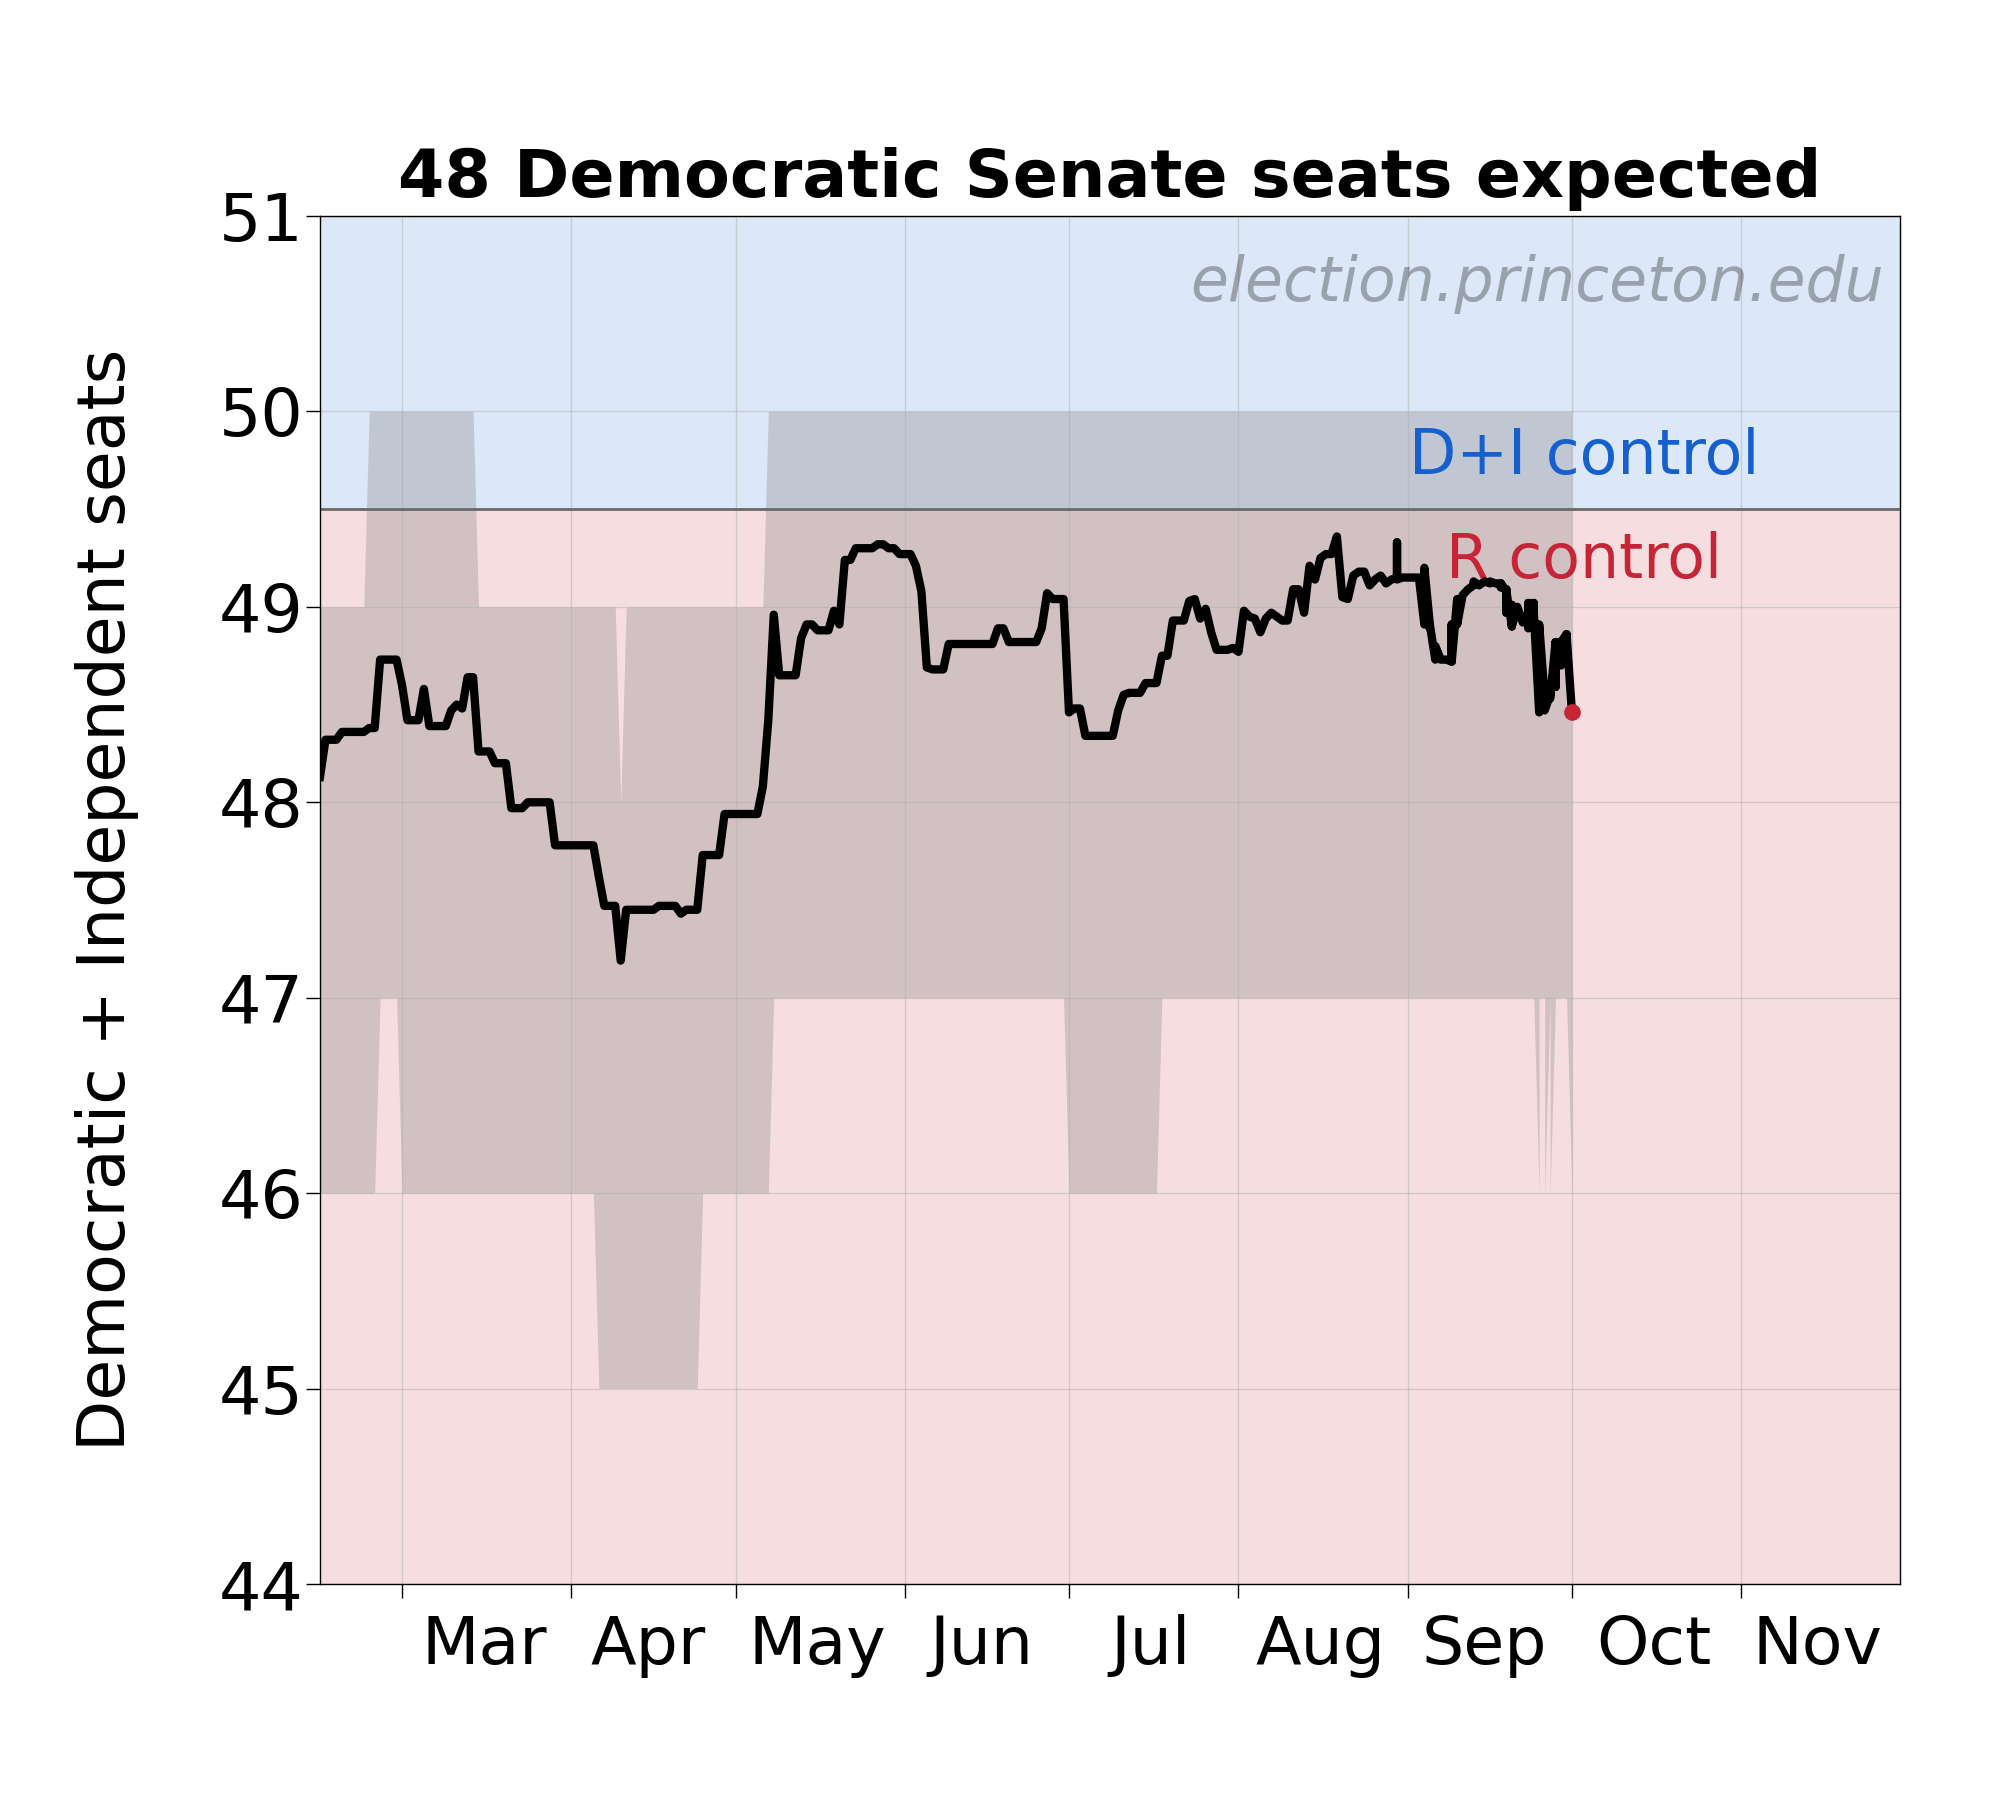 48 Democratic Senate seats expected
election.princeton.edu
D+I control
R control
Democratic + Independent seats
51
50
49
48
47
46
45
44
Mar
Apr
May
Jun
Jul
Aug
Sep
Oct
Nov